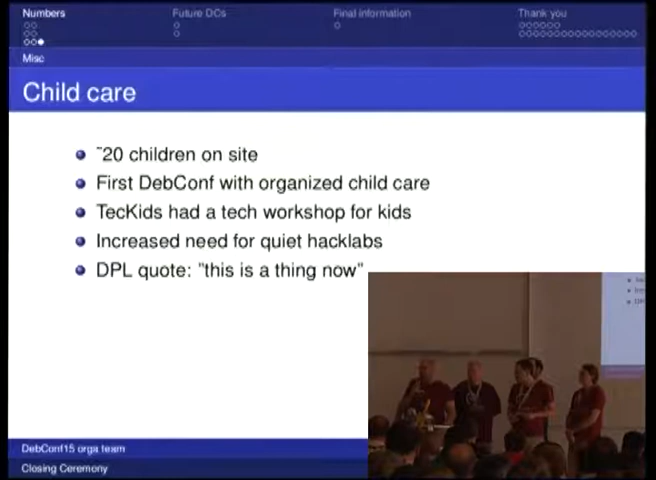 Numbers
Future DCs
Final information
Thank you
Misc
Child care
~20 children on site
First DebConf with organized child care
TecKids had a tech workshop for kids
Increased need for quiet hacklabs
DPL quote: "this is a thing now"
DebConf15 orga team
Closing Ceremony